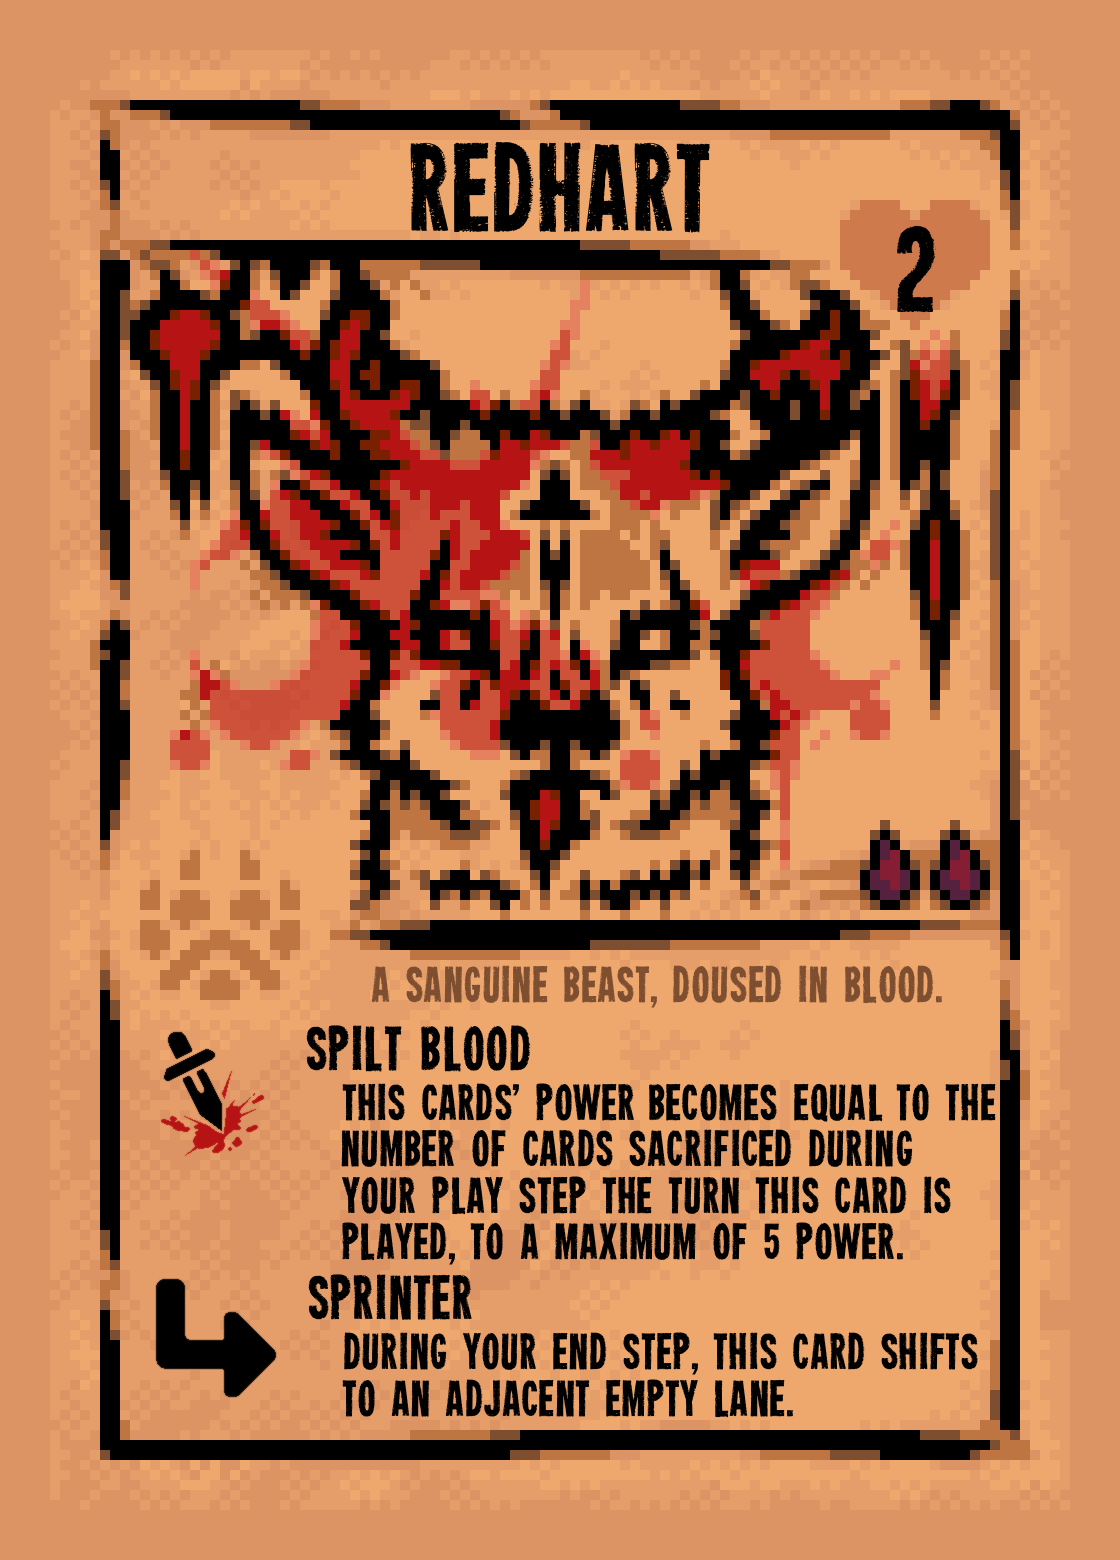 REDHART
2
A SANGUINE BEAST, DOUSED IN BLOOD.
SPILT BLOOD
THIS CARDS' POWER BECOMES EQUAL TO THE
NUMBER OF CARDS SACRIFICED DURING
YOUR PLAY STEP THE TURN THIS CARD IS
PLAYED, TO A MAXIMUM OF 5 POWER.
SPRINTER
DURING YOUR END STEP, THIS CARD SHIFTS
TO AN ADJACENT EMPTY LANE.